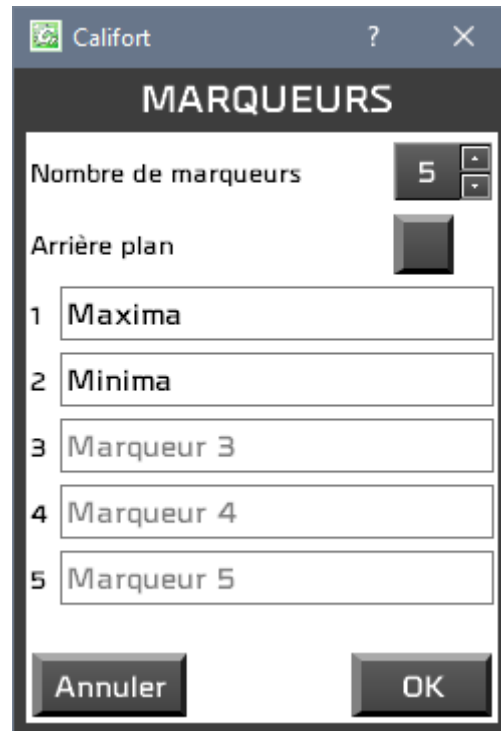 Califort ? ×
MARQUEURS
Nombre de marqueurs 5
Arrière plan
1 Maxima
2 Minima
3 Marqueur 3
4 Marqueur 4
5 Marqueur 5
Annuler OK